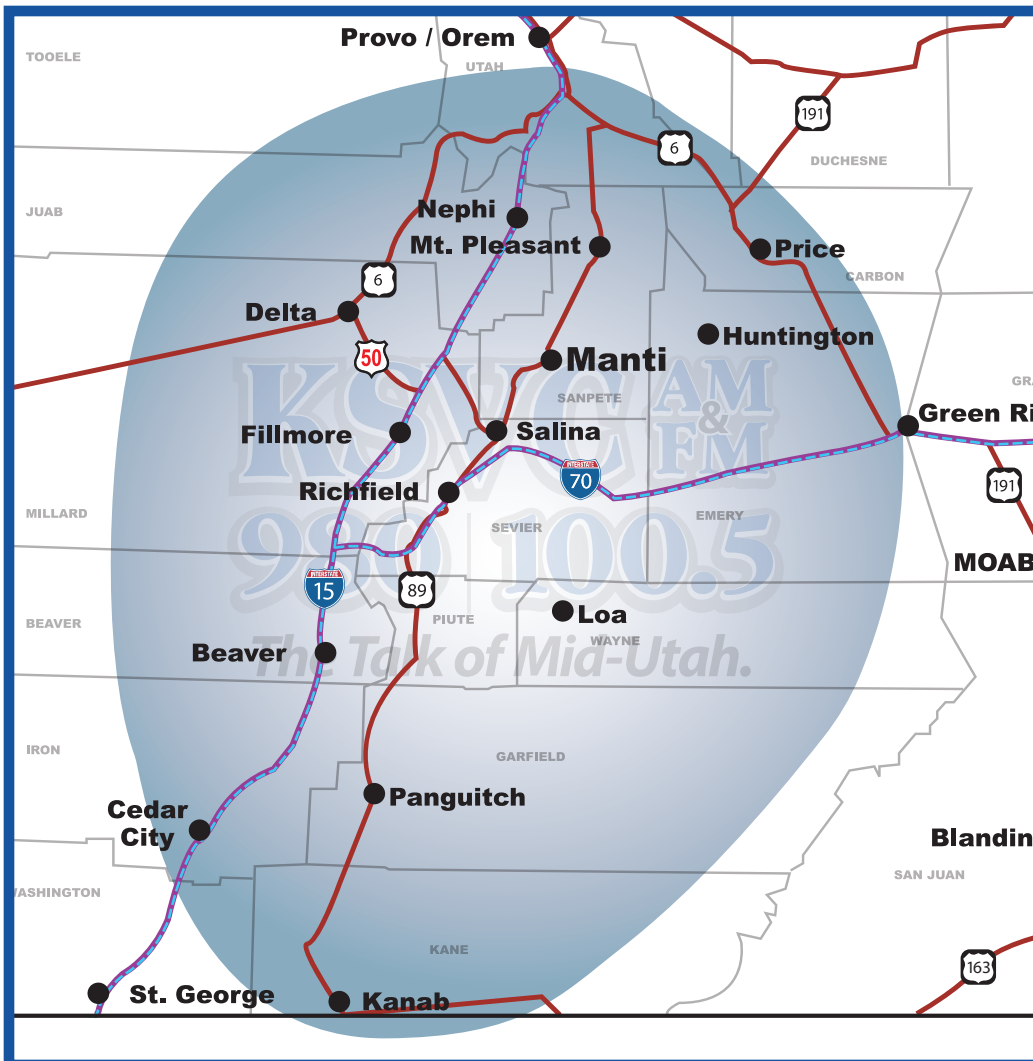 Provo / Orem
TOOELE
UTAH
191
6
DUCHESNE
JUAB
Nephi
Mt. Pleasant
Price
CARBON
6
Delta
Huntington
50
Manti
KSVC AM & FM
GRA
SANPETE
Green Ri
Fillmore
Salina
70
INTERSTATE
Richfield
191
MILLARD
SEVIER
EMERY
980 100.5
MOAB
INTERSTATE
15
89
BEAVER
PIUTE
Loa
WAYNE
Beaver
The Talk of Mid-Utah.
IRON
GARFIELD
Panguitch
Cedar
City
Blandin
SAN JUAN
WASHINGTON
KANE
163
St. George
Kanab